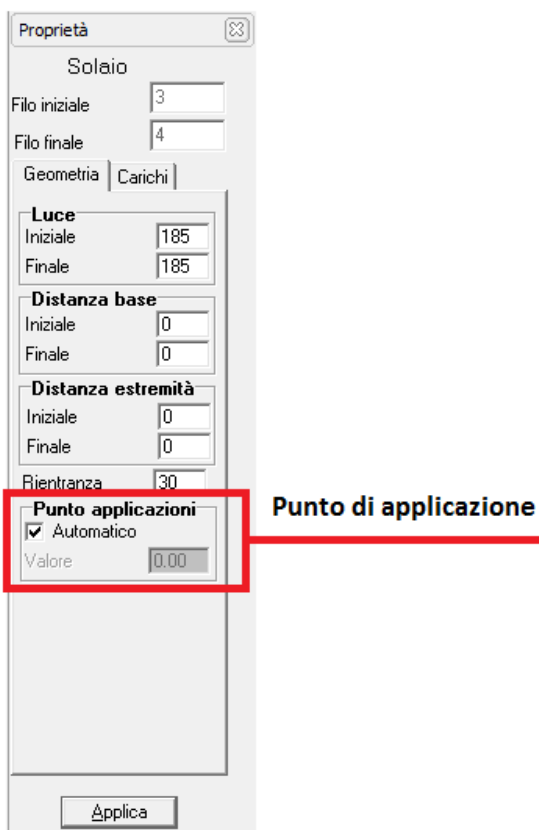 Proprietà
Solaio
Filo iniziale 3
Filo finale 4
Geometria Carichi
Luce
Iniziale 185
Finale 185
Distanza base
Iniziale 0
Finale 0
Distanza estremità
Iniziale 0
Finale 0
Rientranza 30
Punto applicazioni
Automatico
Valore 0.00
Punto di applicazione
Applica